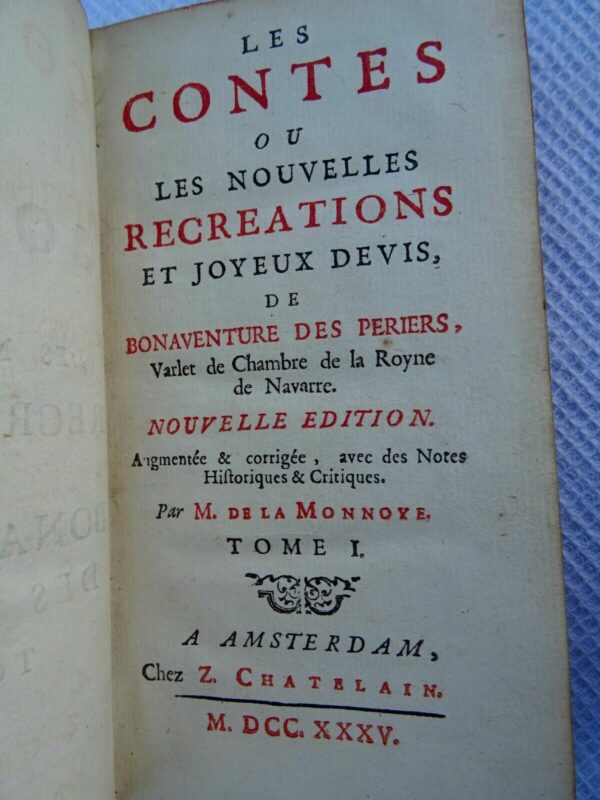 LES
CONTES
OU
LES NOUVELLES
RECREATIONS
ET JOYEUX DEVIS,
DE
BONAVENTURE DES PERIERS,
Varlet de Chambre de la Royne
de Navarre.
NOUVELLE EDITION.
Augmentée & corrigée, avec des Notes
Hiſtoriques & Critiques.
Par M. DE LA MONNOYE.
TOME I.
A AMSTERDAM,
Chez Z. CHATELAIN.
M. DCC. XXXV.